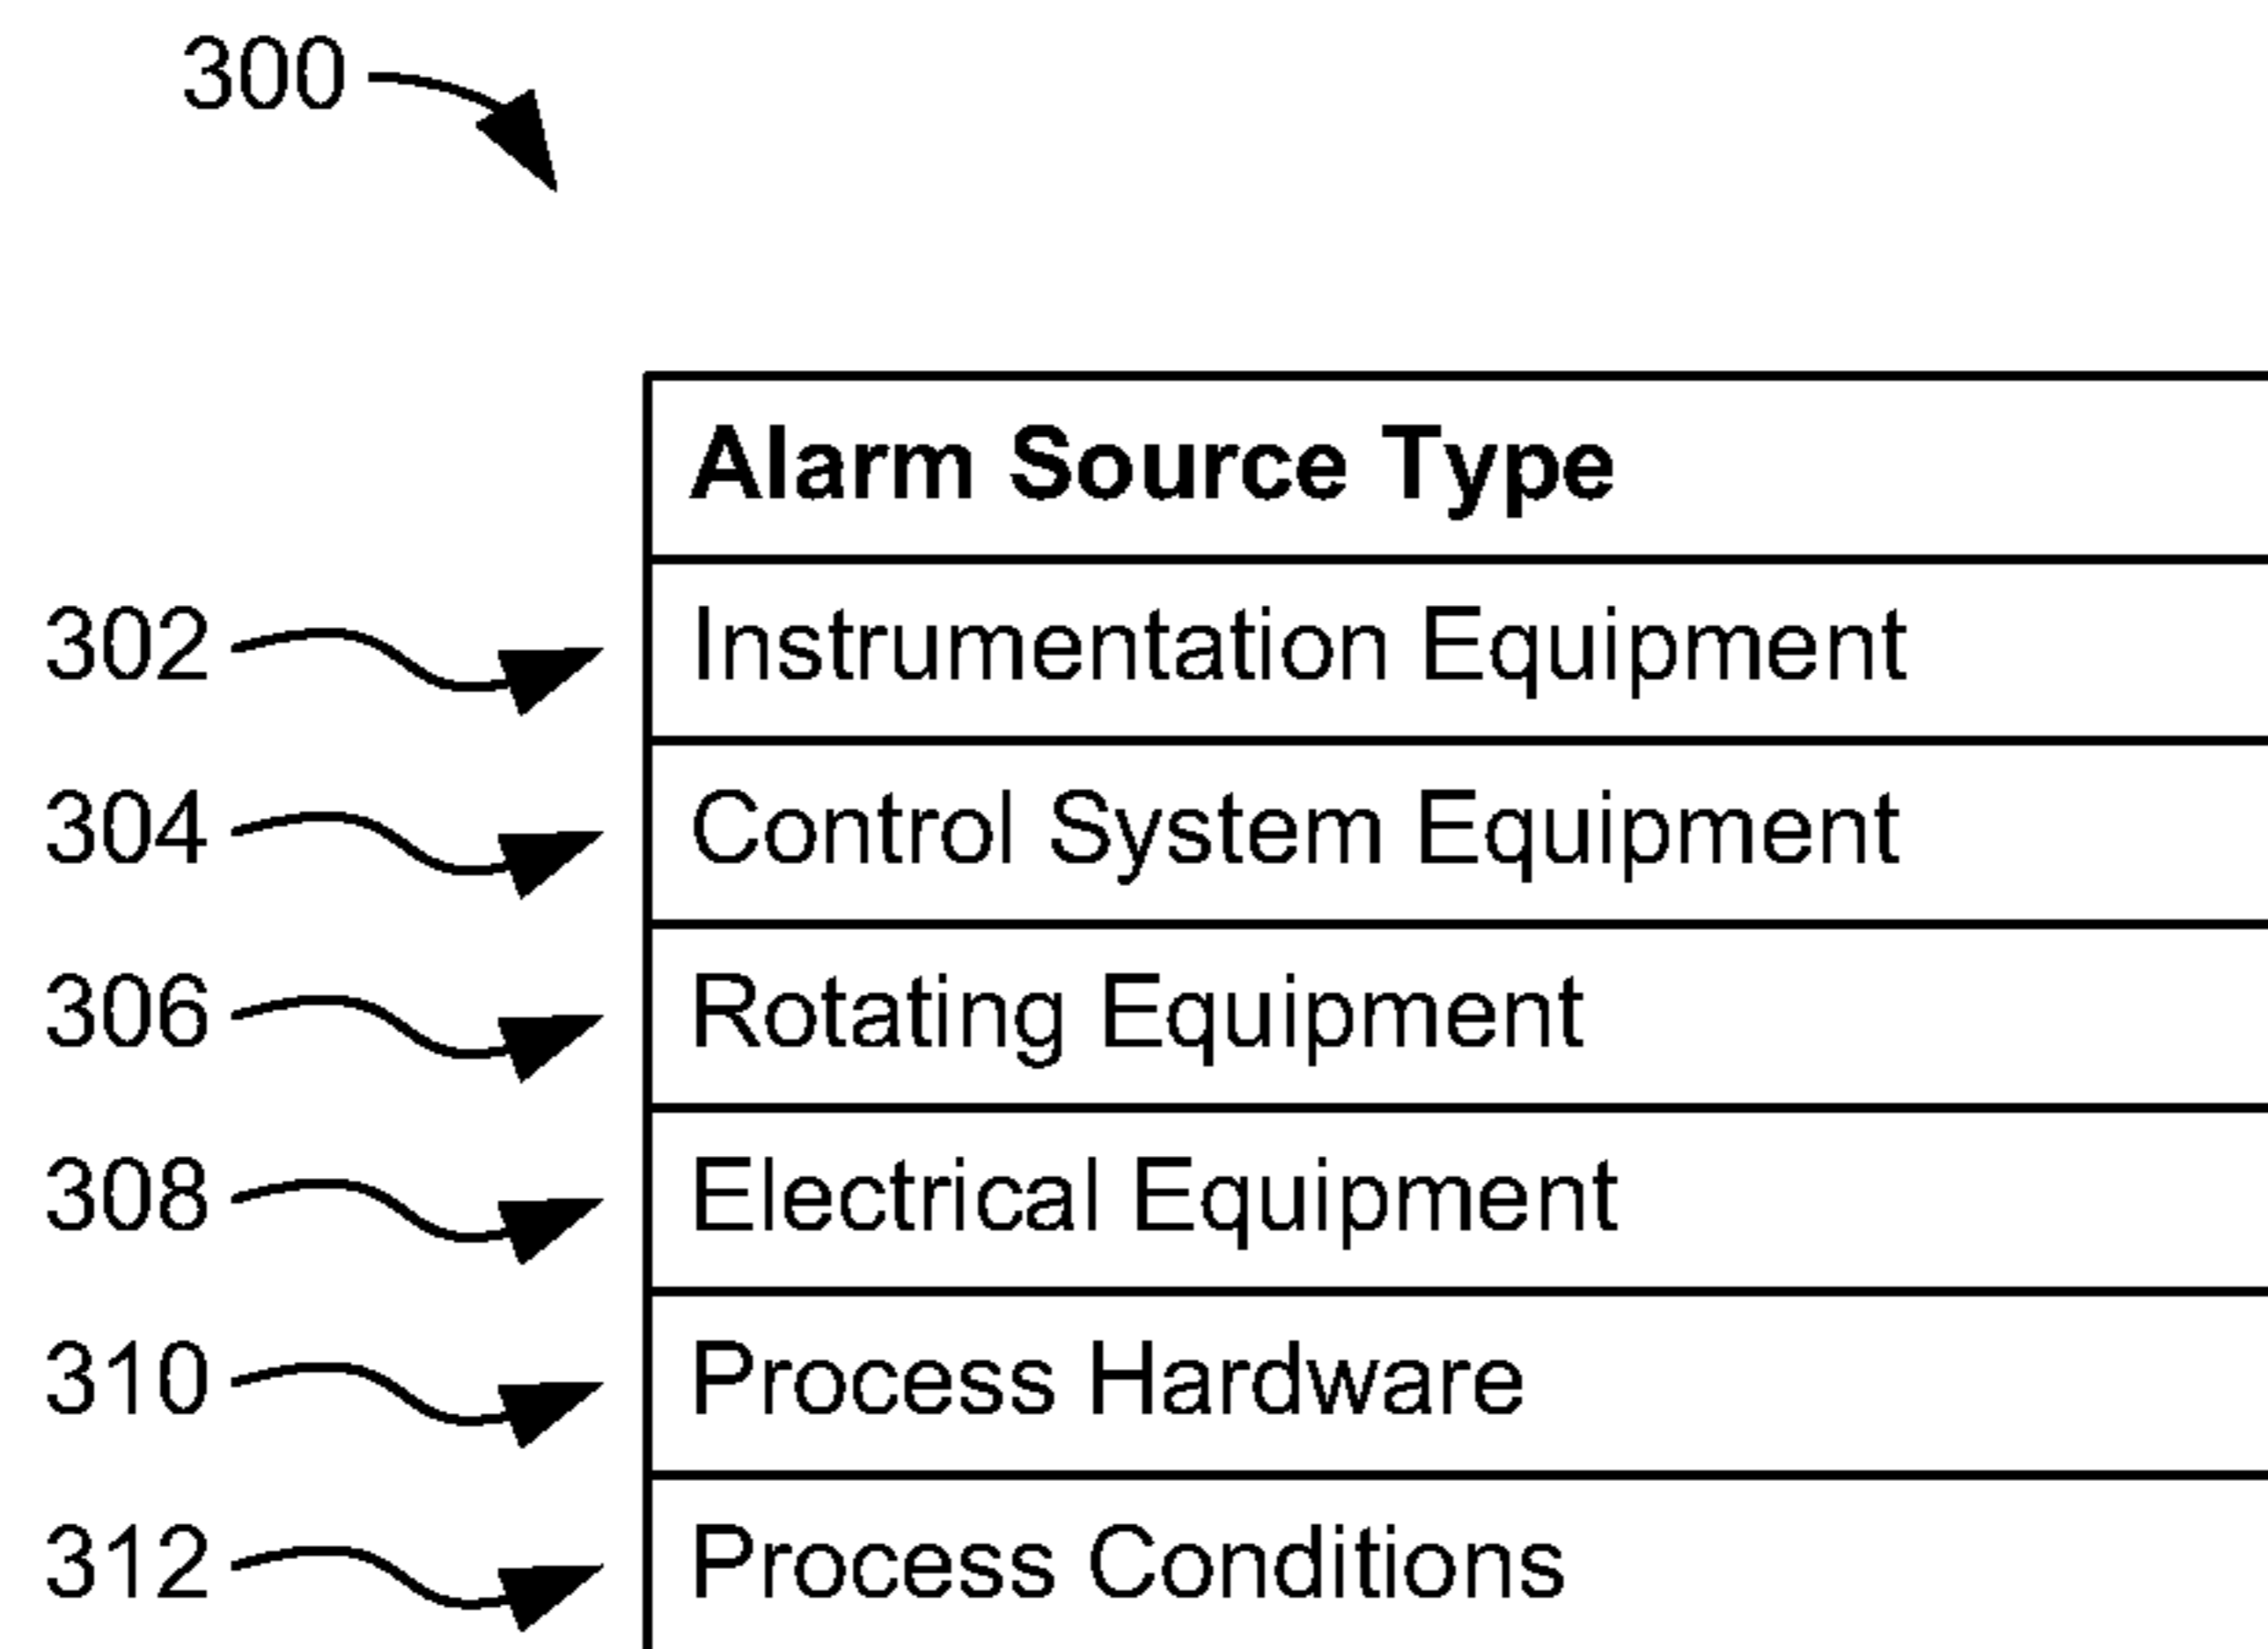 300
Alarm Source Type
302 Instrumentation Equipment
304 Control System Equipment
306 Rotating Equipment
308 Electrical Equipment
310 Process Hardware
312 Process Conditions